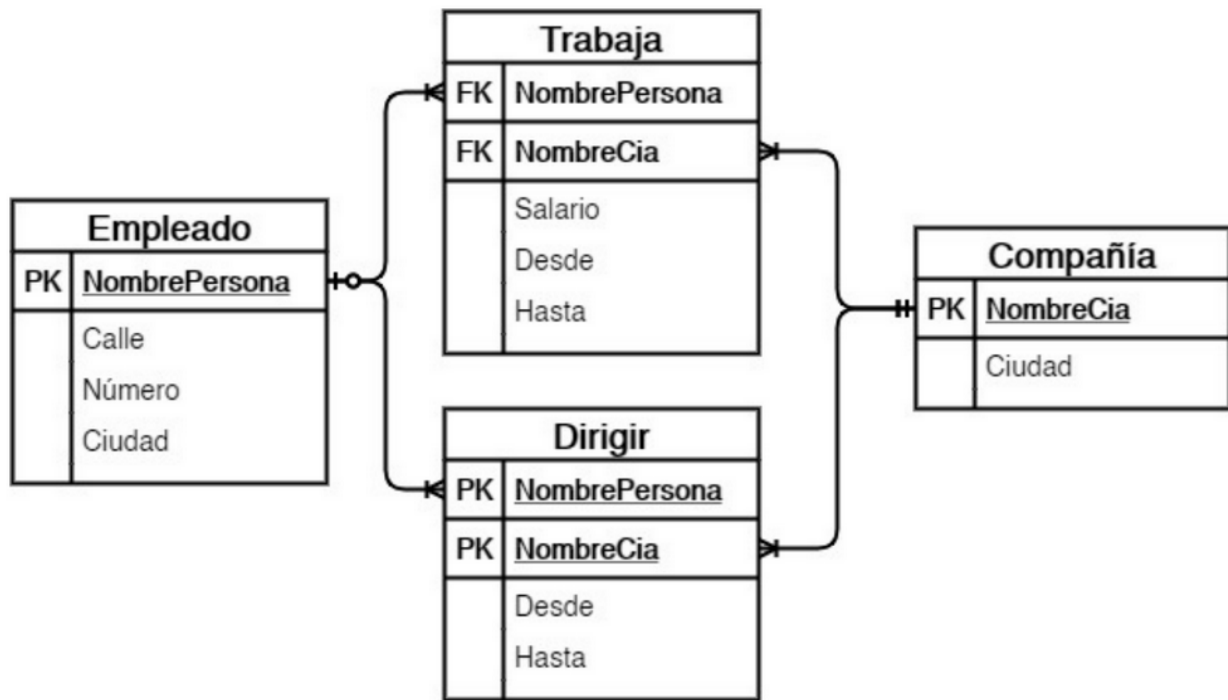 Trabaja
FK NombrePersona
FK NombreCia
Salario
Desde
Hasta
Empleado
PK NombrePersona
Calle
Número
Ciudad
Compañía
PK NombreCia
Ciudad
Dirigir
PK NombrePersona
PK NombreCia
Desde
Hasta